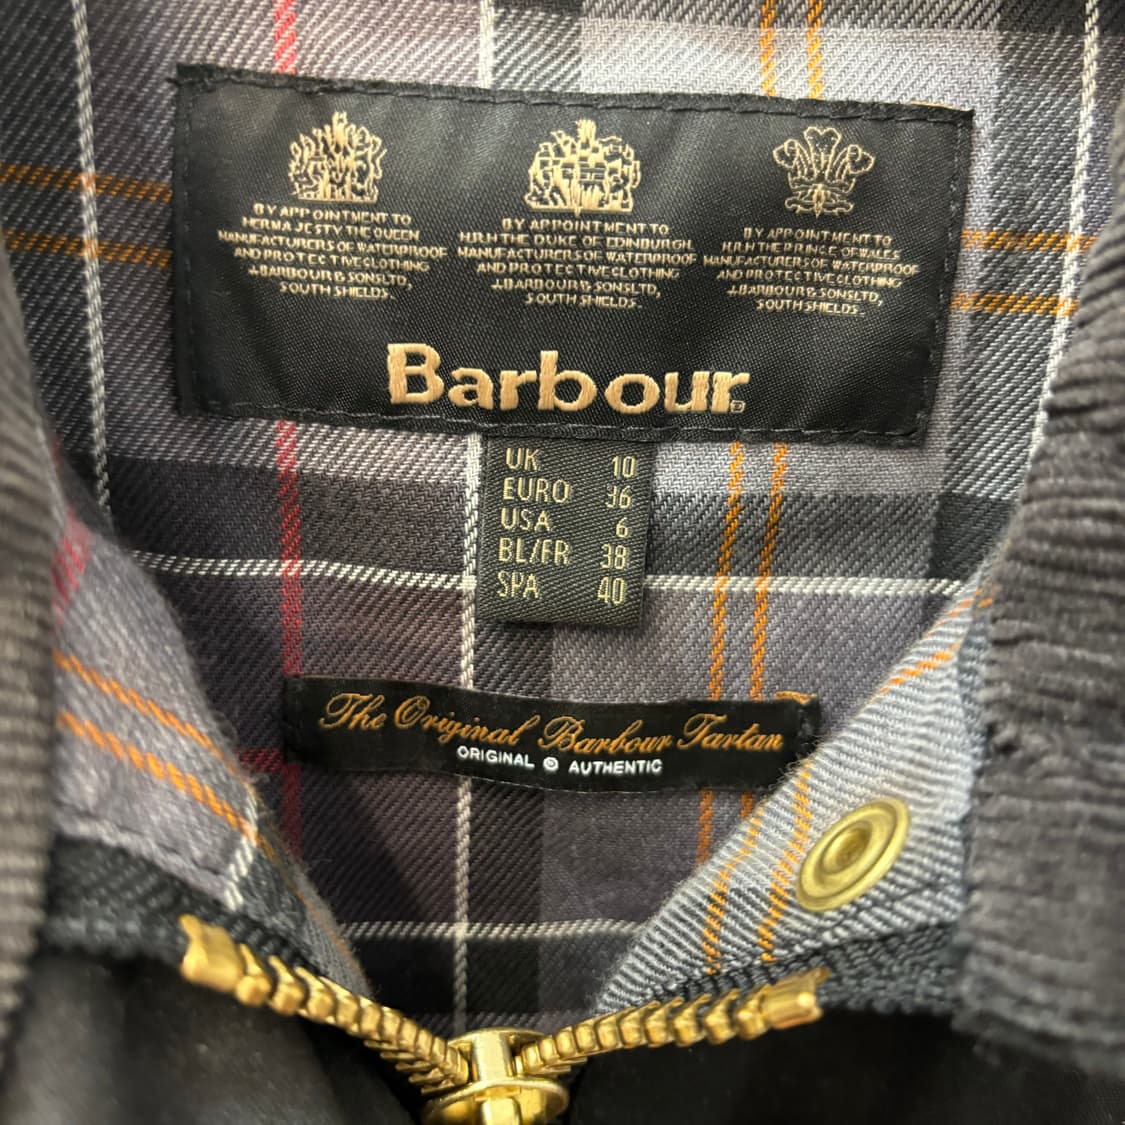 BY APPOINTMENT TO
HER MAJESTY THE QUEEN
MANUFACTURERS OF WATERPROOF
AND PROTECTIVE CLOTHING
J.BARBOUR & SONS LTD,
SOUTH SHIELDS.
BY APPOINTMENT TO
H.R.H THE DUKE OF EDINBURGH
MANUFACTURERS OF WATERPROOF
AND PROTECTIVE CLOTHING
J.BARBOUR & SONS LTD,
SOUTH SHIELDS.
BY APPOINTMENT TO
H.R.H THE PRINCE OF WALES
MANUFACTURERS OF WATERPROOF
AND PROTECTIVE CLOTHING
J.BARBOUR & SONS LTD,
SOUTH SHIELDS.
Barbour®
UK 10
EURO 36
USA 6
BL/FR 38
SPA 40
The Original Barbour Tartan
ORIGINAL © AUTHENTIC